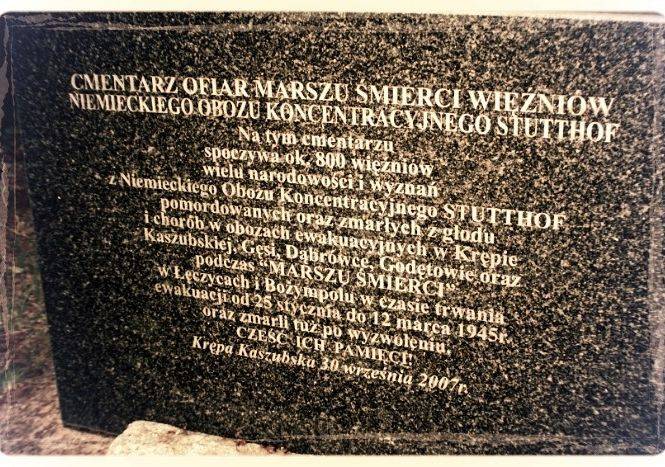 CMENTARZ OFIAR MARSZU ŚMIERCI WIĘŹNIÓW
NIEMIECKIEGO OBOZU KONCENTRACYJNEGO STUTTHOF
Na tym cmentarzu
spoczywa ok. 800 więźniów
wielu narodowości i wyznań
z Niemieckiego Obozu Koncentracyjnego STUTTHOF
pomordowanych oraz zmarłych z głodu
i chorób w obozach ewakuacyjnych w Krępie
Kaszubskiej, Gęsi, Dąbrówce, Godętowie oraz
podczas "MARSZU ŚMIERCI"
w Łęczycach i Bożympolu w czasie trwania
ewakuacji od 25 stycznia do 12 marca 1945r.
oraz zmarli tuż po wyzwoleniu.
CZEŚĆ ICH PAMIĘCI!
Krępa Kaszubska 30 września 2007r.